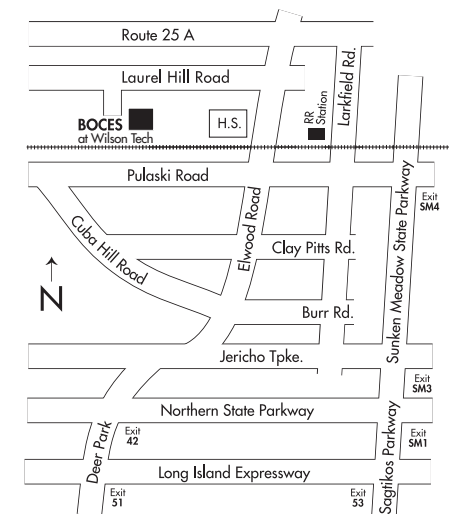 Route 25 A
Laurel Hill Road
BOCES
at Wilson Tech
H.S.
RR
Station
Larkfield Rd.
Pulaski Road
Exit
SM4
Cuba Hill Road
Elwood Road
Clay Pitts Rd.
Sunken Meadow State Parkway
N
Burr Rd.
Jericho Tpke.
Exit
SM3
Northern State Parkway
Deer Park
Exit
42
Sagtikos Parkway
Exit
SM1
Long Island Expressway
Exit
51
Exit
53